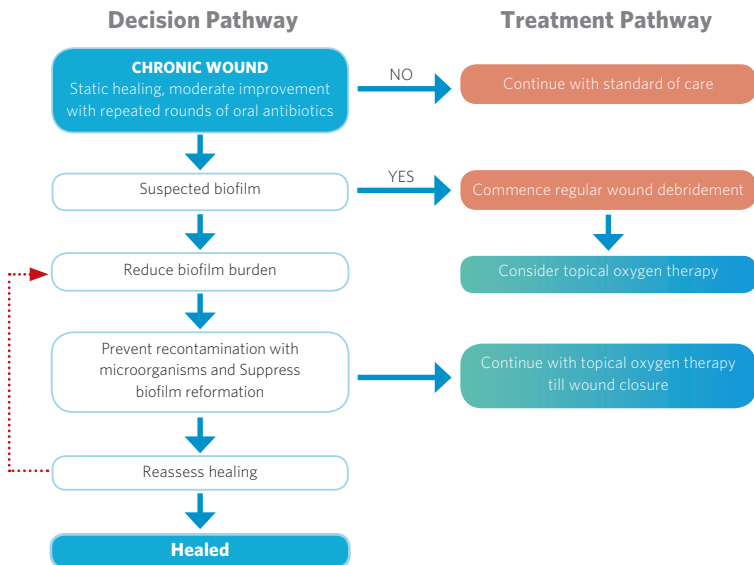 Decision Pathway
Treatment Pathway
CHRONIC WOUND
Static healing, moderate improvement
with repeated rounds of oral antibiotics
NO
Continue with standard of care
Suspected biofilm
YES
Commence regular wound debridement
Reduce biofilm burden
Consider topical oxygen therapy
Prevent recontamination with
microorganisms and Suppress
biofilm reformation
Continue with topical oxygen therapy
till wound closure
Reassess healing
Healed